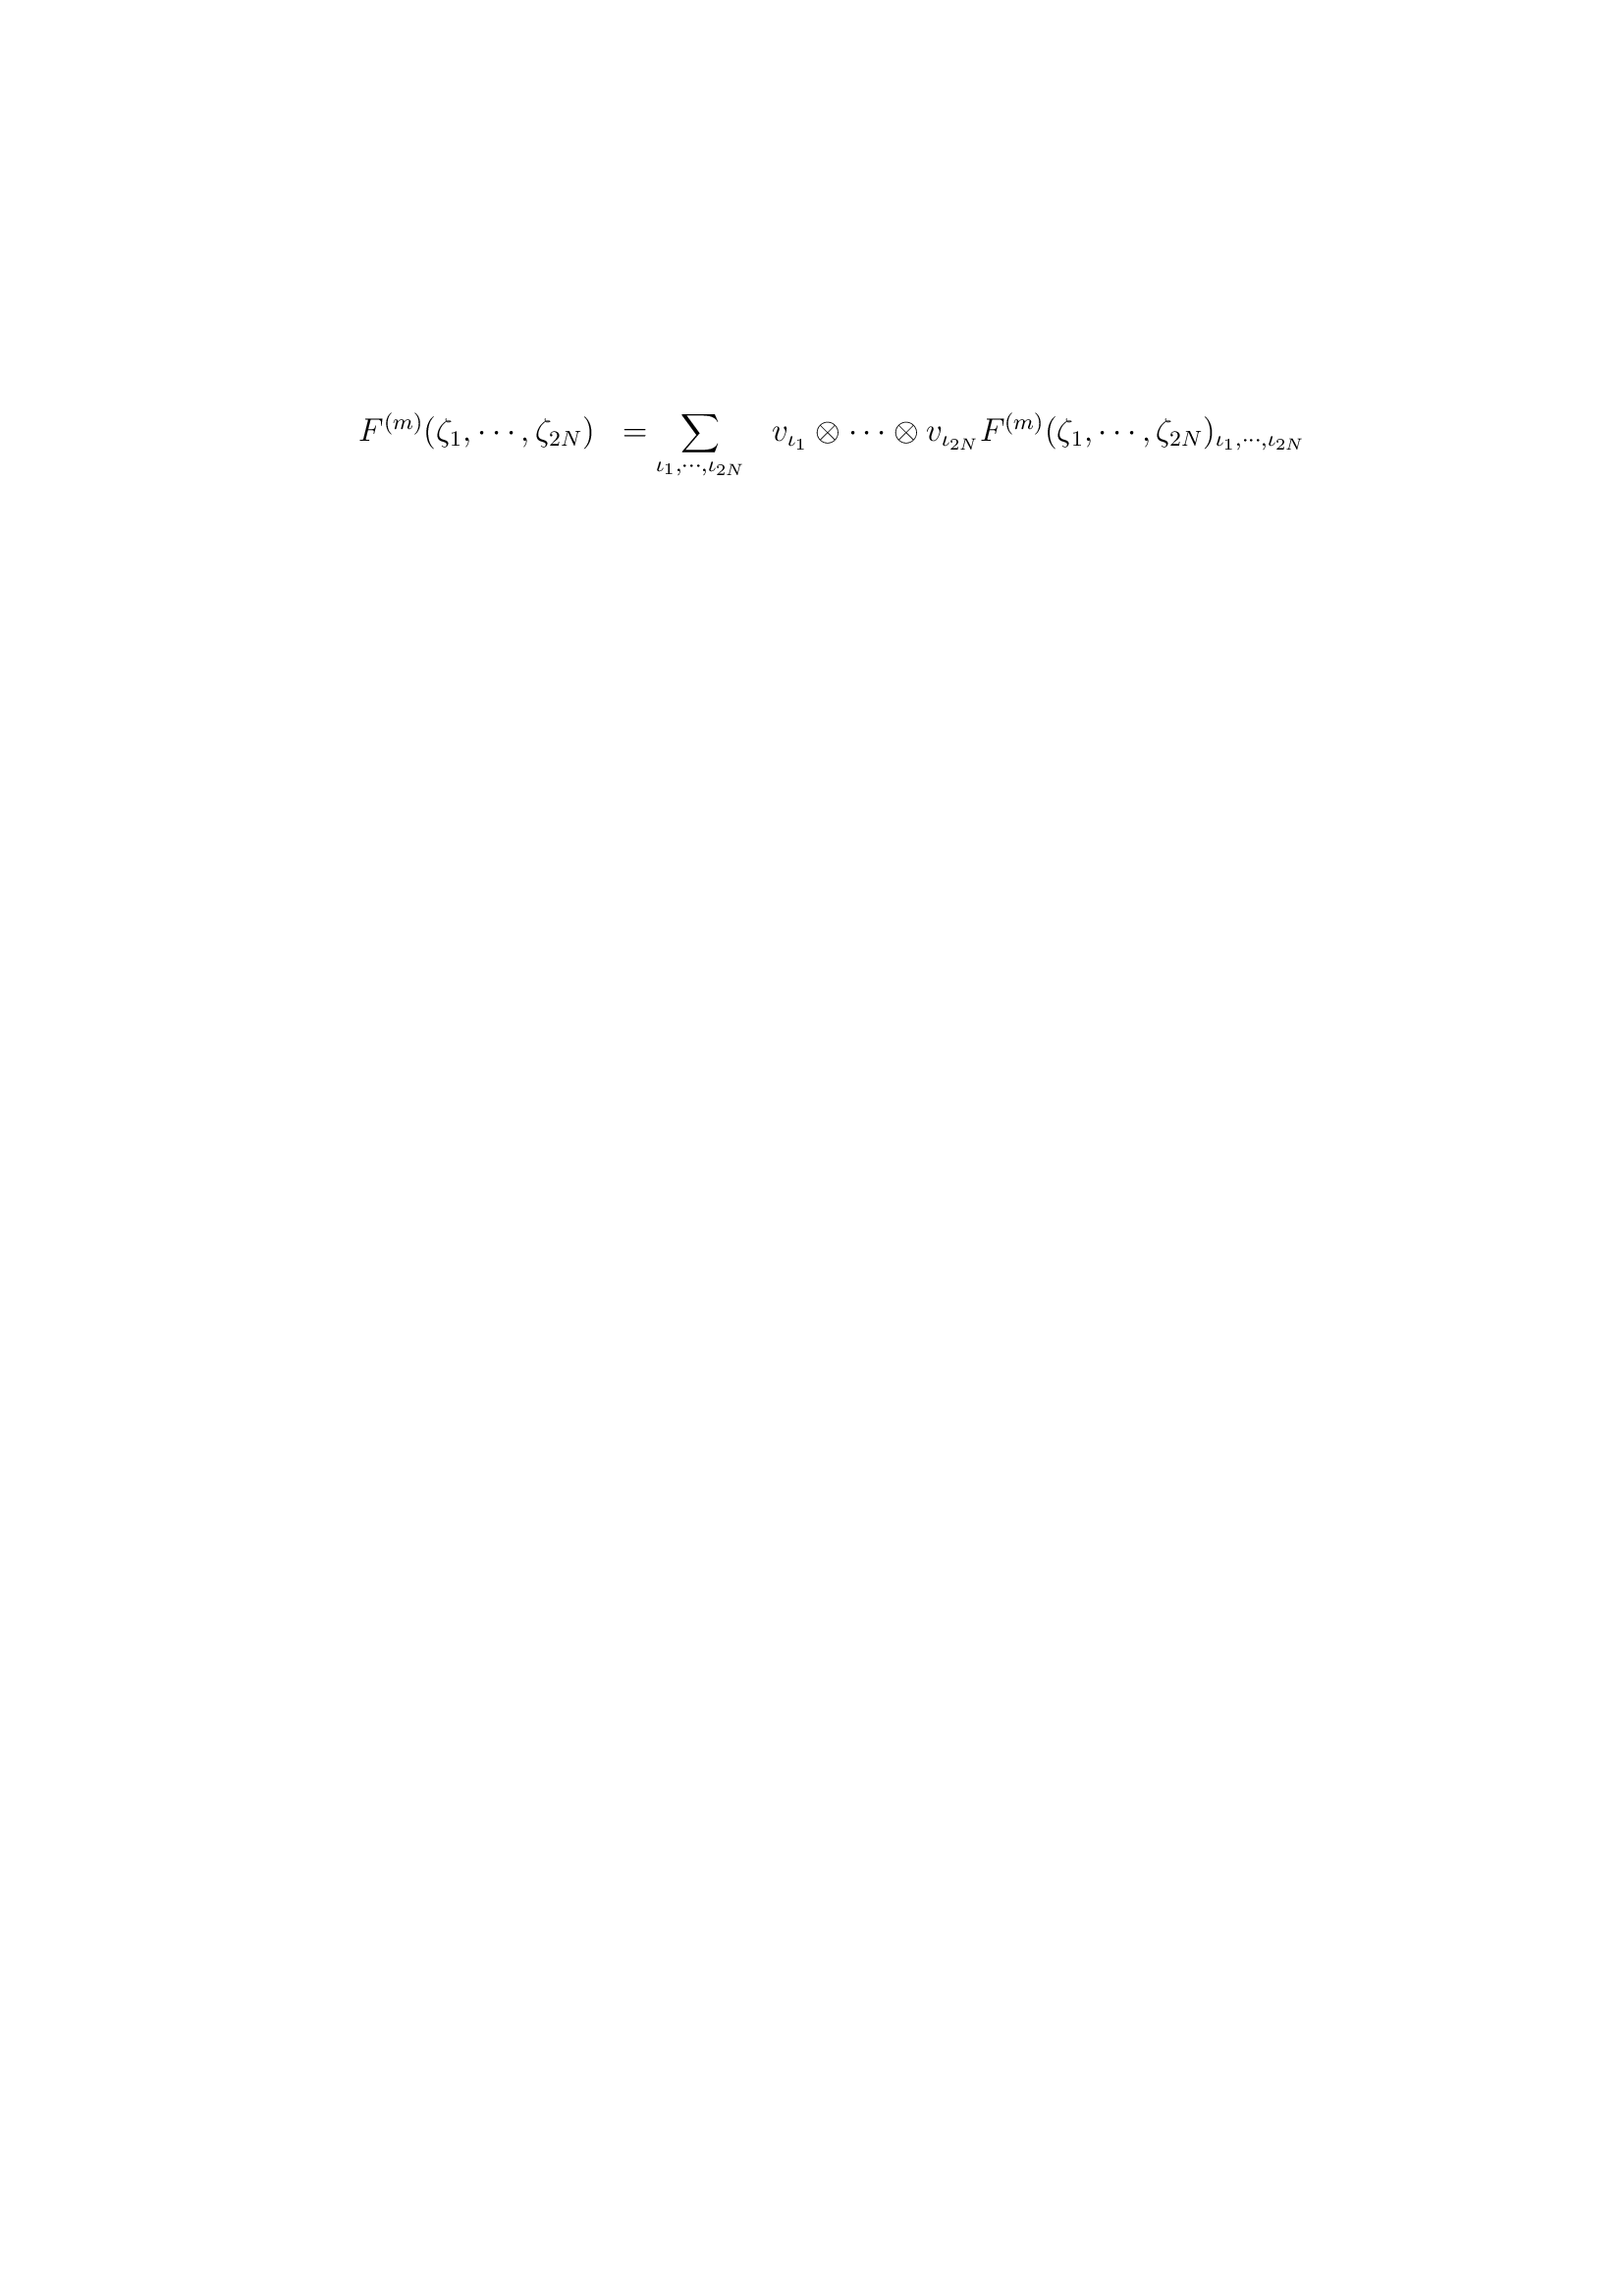 $F^{(m)}(\zeta_1, \cdots, \zeta_{2N}) \;\; = \sum_{\iota_1, \cdots, \iota_{2N}} \;\; v_{\iota_1} \otimes \cdots \otimes v_{\iota_{2N}} F^{(m)}(\zeta_1, \cdots, \zeta_{2N})_{\iota_1, \cdots, \iota_{2N}}$